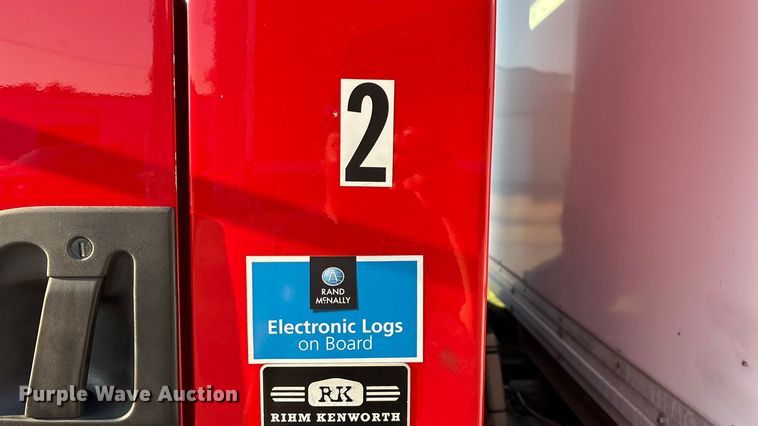 2
RAND
MCNALLY
Electronic Logs
on Board
RK
RIHM KENWORTH
Purple Wave Auction